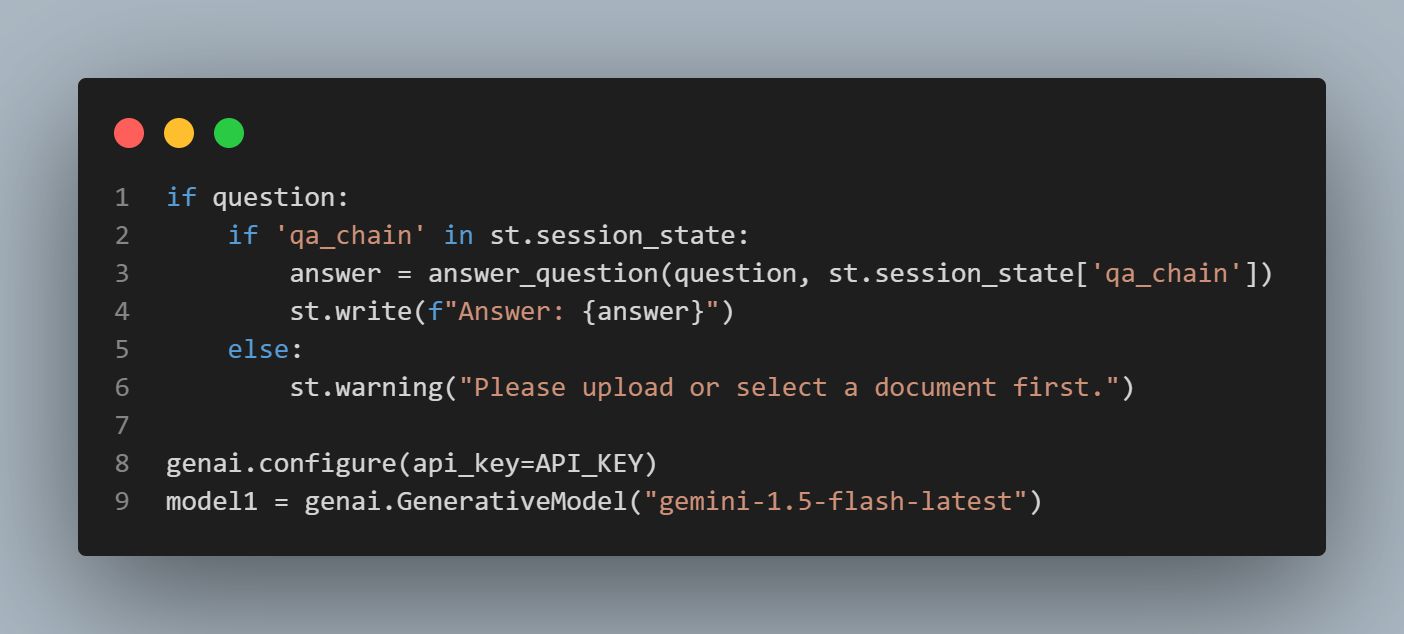 1 if question:
2     if 'qa_chain' in st.session_state:
3         answer = answer_question(question, st.session_state['qa_chain'])
4         st.write(f"Answer: {answer}")
5     else:
6         st.warning("Please upload or select a document first.")
7
8 genai.configure(api_key=API_KEY)
9 model1 = genai.GenerativeModel("gemini-1.5-flash-latest")